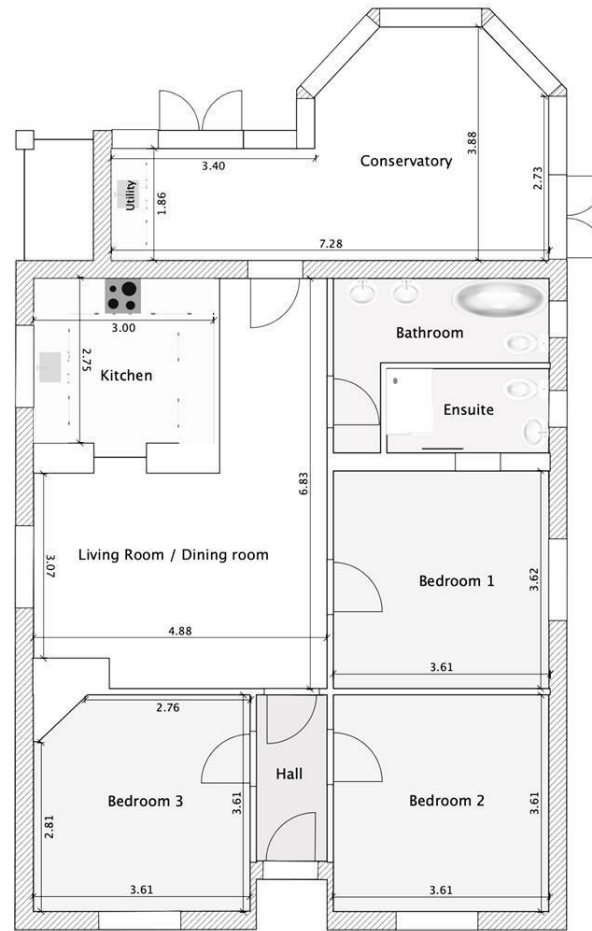 3.88
3.40
Conservatory
2.73
Utility
1.86
7.28
3.00
Bathroom
2.75
Kitchen
Ensuite
6.83
3.07
Living Room / Dining room
Bedroom 1
3.62
4.88
3.61
2.76
Hall
Bedroom 3
3.61
Bedroom 2
3.61
2.81
3.61
3.61